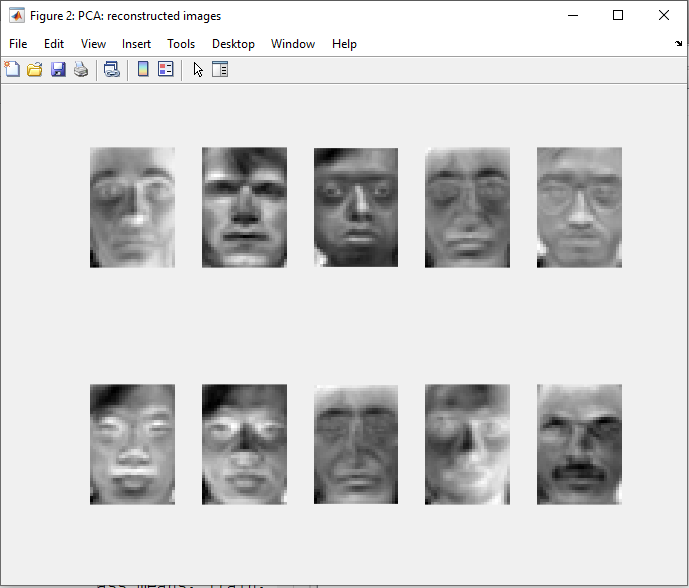 Figure 2: PCA: reconstructed images
File Edit View Insert Tools Desktop Window Help